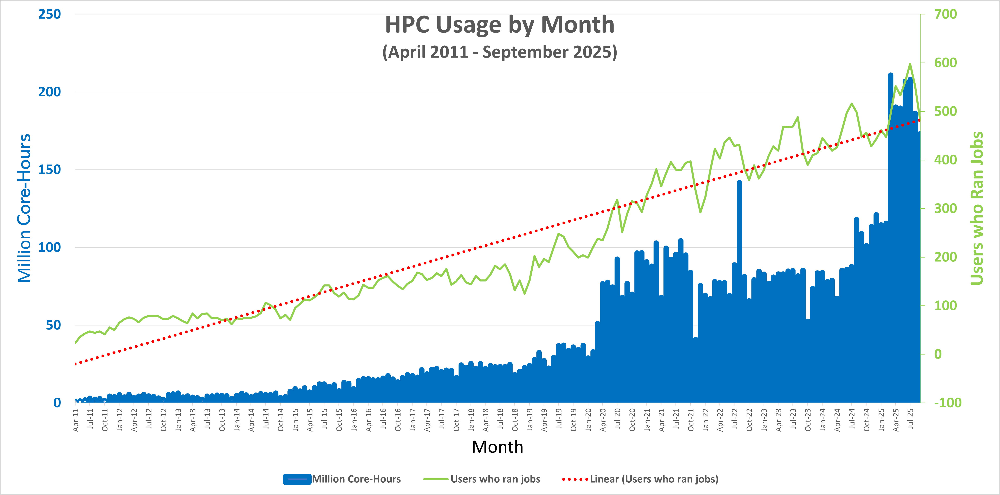 HPC Usage by Month
(April 2011 - September 2025)
Million Core-Hours
250
200
150
100
50
0
700
600
500
400
300
200
100
0
-100
Users who Ran Jobs
Apr-11
Jul-11
Oct-11
Jan-12
Apr-12
Jul-12
Oct-12
Jan-13
Apr-13
Jul-13
Oct-13
Jan-14
Apr-14
Jul-14
Oct-14
Jan-15
Apr-15
Jul-15
Oct-15
Jan-16
Apr-16
Jul-16
Oct-16
Jan-17
Apr-17
Jul-17
Oct-17
Jan-18
Apr-18
Jul-18
Oct-18
Jan-19
Apr-19
Jul-19
Oct-19
Jan-20
Apr-20
Jul-20
Oct-20
Jan-21
Apr-21
Jul-21
Oct-21
Jan-22
Apr-22
Jul-22
Oct-22
Jan-23
Apr-23
Jul-23
Oct-23
Jan-24
Apr-24
Jul-24
Oct-24
Jan-25
Apr-25
Jul-25
Month
Million Core-Hours
Users who ran jobs
Linear (Users who ran jobs)